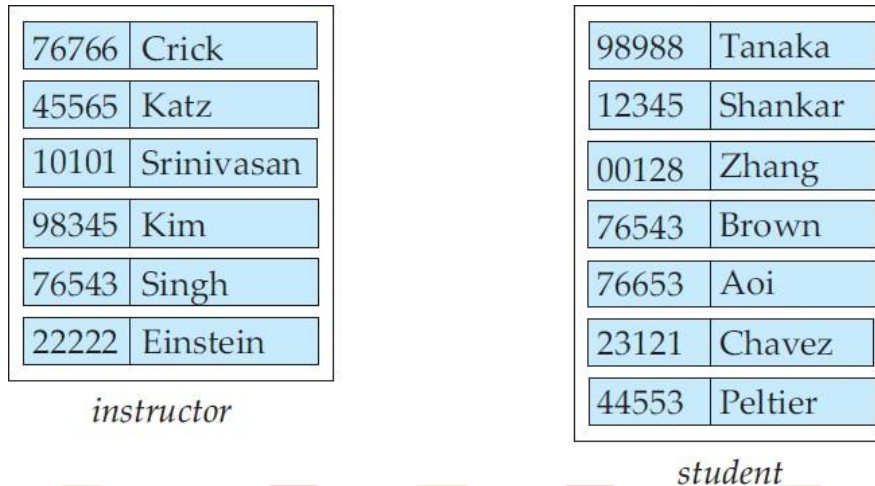 76766 Crick
45565 Katz
10101 Srinivasan
98345 Kim
76543 Singh
22222 Einstein
instructor
98988 Tanaka
12345 Shankar
00128 Zhang
76543 Brown
76653 Aoi
23121 Chavez
44553 Peltier
student